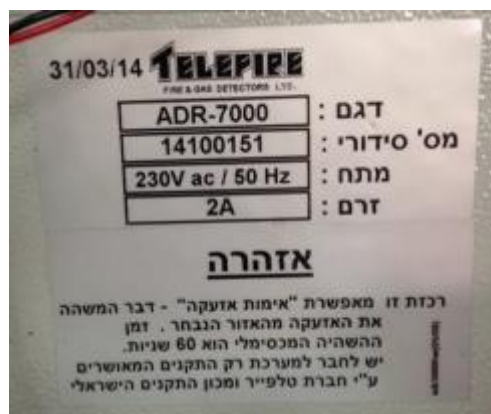 31/03/14 TELEFIRE
FIRE & GAS DETECTORS LTD.
דגם : ADR-7000
מס' סידורי : 14100151
מתח : 230V ac / 50 Hz
זרם : 2A
אזהרה
רכזת זו מאפשרת "אימות אזעקה" - דבר המשהה
את האזעקה מהאזור הנבחר . זמן
ההשהיה המכסימלי הוא 60 שניות.
יש לחבר למערכת רק התקנים המאושרים
ע"י חברת טלפייר ומכון התקנים הישראלי